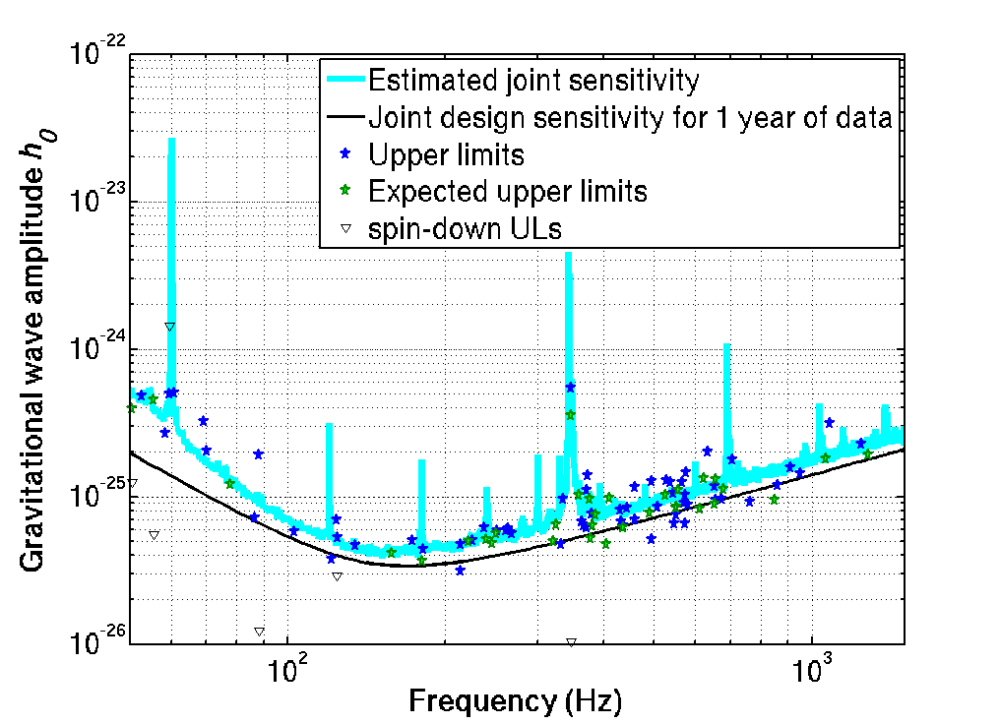 10^-22
10^-23
10^-24
10^-25
10^-26
Gravitational wave amplitude h_0
Estimated joint sensitivity
Joint design sensitivity for 1 year of data
Upper limits
Expected upper limits
spin-down ULs
10^2
10^3
Frequency (Hz)